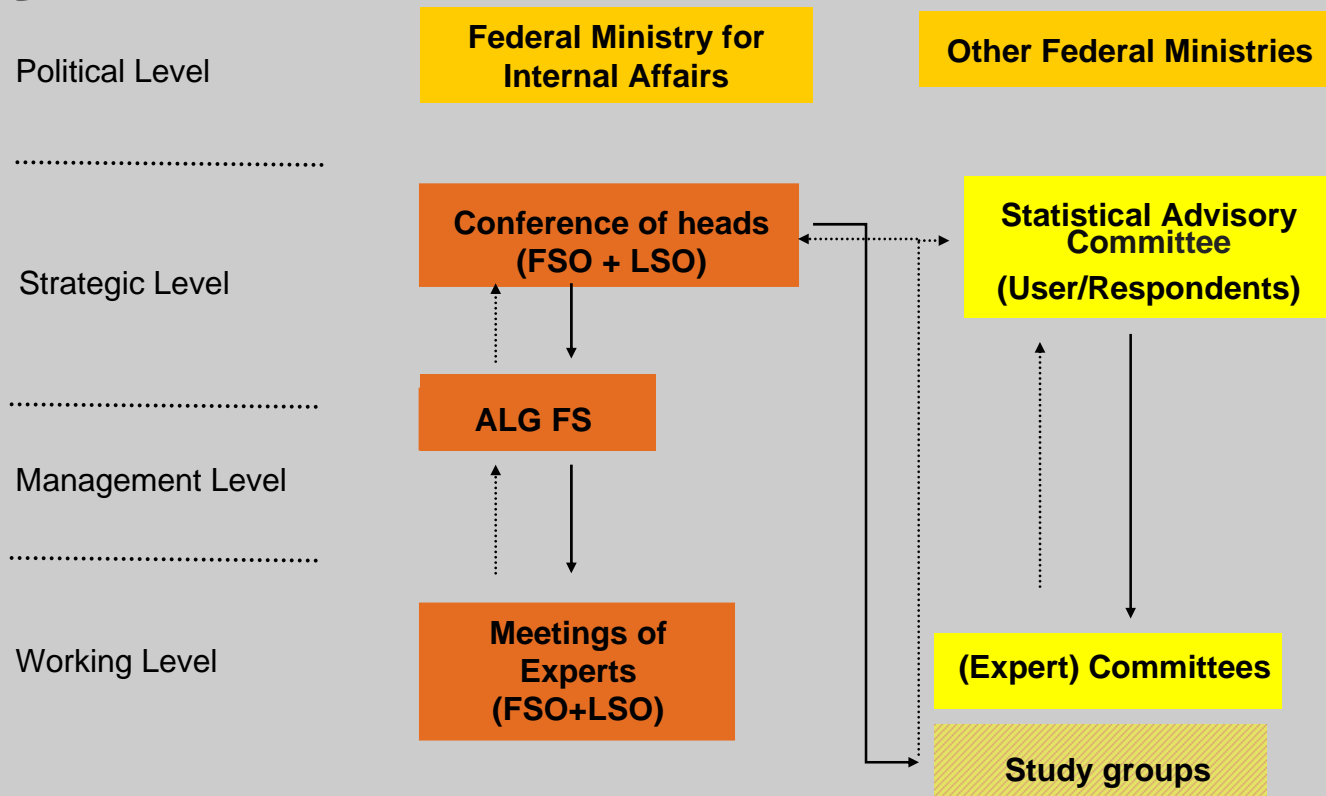 Political Level
Federal Ministry for
Internal Affairs
Other Federal Ministries
Strategic Level
Conference of heads
(FSO + LSO)
Statistical Advisory
Committee
(User/Respondents)
ALG FS
Management Level
Working Level
Meetings of
Experts
(FSO+LSO)
(Expert) Committees
Study groups